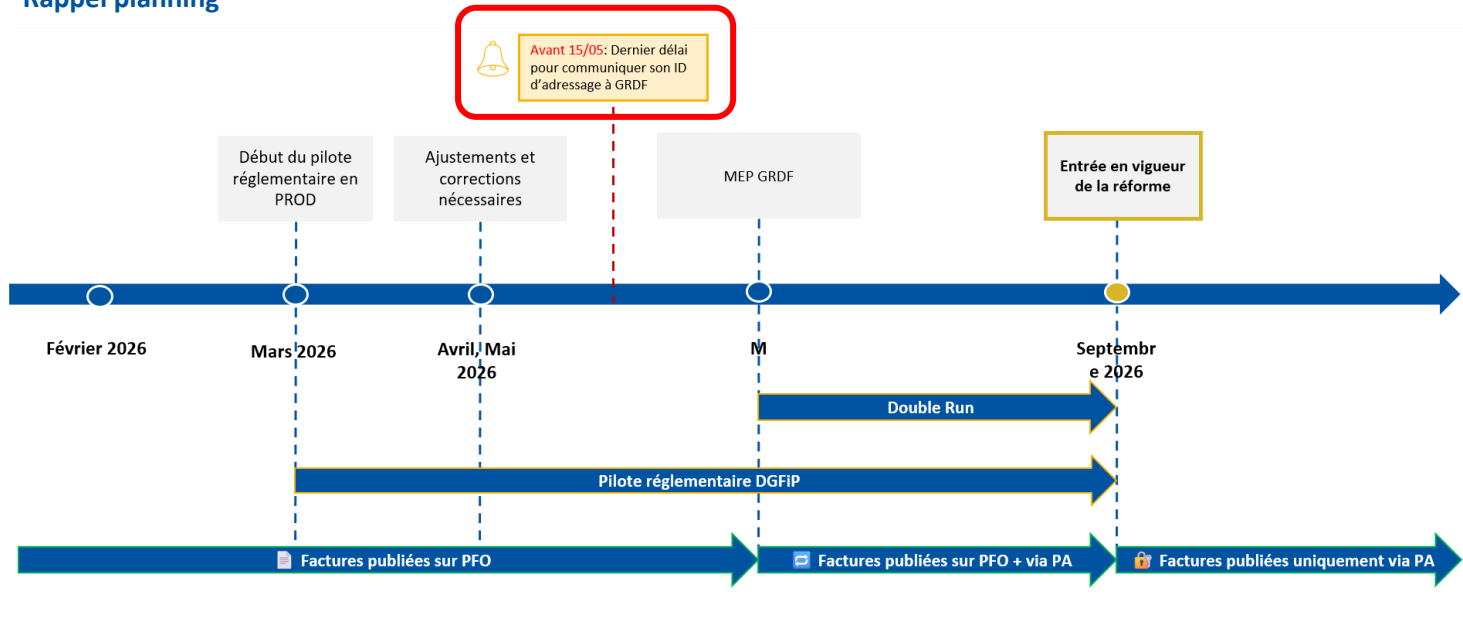 Rappel planning
Avant 15/05: Dernier délai
pour communiquer son ID
d'adressage à GRDF
Début du pilote
réglementaire en
PROD
Ajustements et
corrections
nécessaires
MEP GRDF
Entrée en vigueur
de la réforme
Février 2026
Mars 2026
Avril, Mai
2026
M
Septembr
e 2026
Double Run
Pilote réglementaire DGFiP
Factures publiées sur PFO
Factures publiées sur PFO + via PA
Factures publiées uniquement via PA